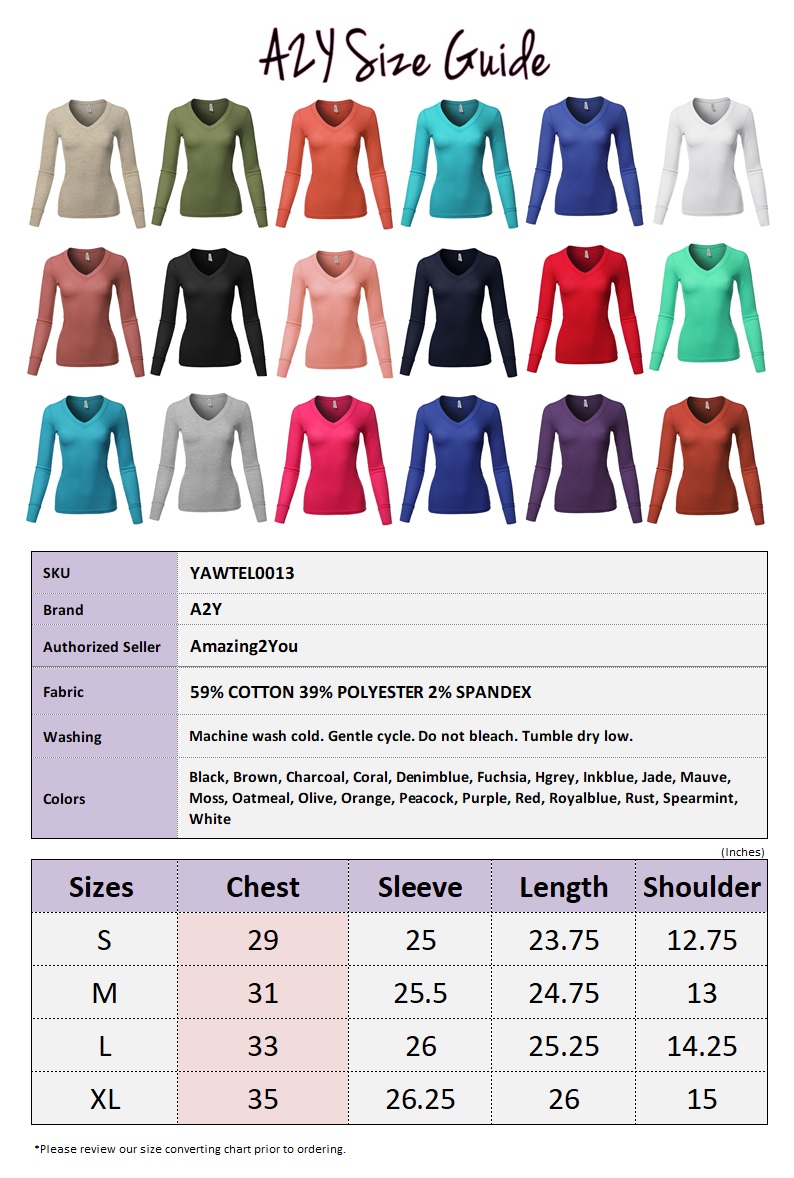 A2Y Size Guide
SKU YAWTEL0013
Brand A2Y
Authorized Seller Amazing2You
Fabric 59% COTTON 39% POLYESTER 2% SPANDEX
Washing Machine wash cold. Gentle cycle. Do not bleach. Tumble dry low.
Colors Black, Brown, Charcoal, Coral, Denimblue, Fuchsia, Hgrey, Inkblue, Jade, Mauve,
Moss, Oatmeal, Olive, Orange, Peacock, Purple, Red, Royalblue, Rust, Spearmint,
White
(Inches)
Sizes Chest Sleeve Length Shoulder
S 29 25 23.75 12.75
M 31 25.5 24.75 13
L 33 26 25.25 14.25
XL 35 26.25 26 15
*Please review our size converting chart prior to ordering.